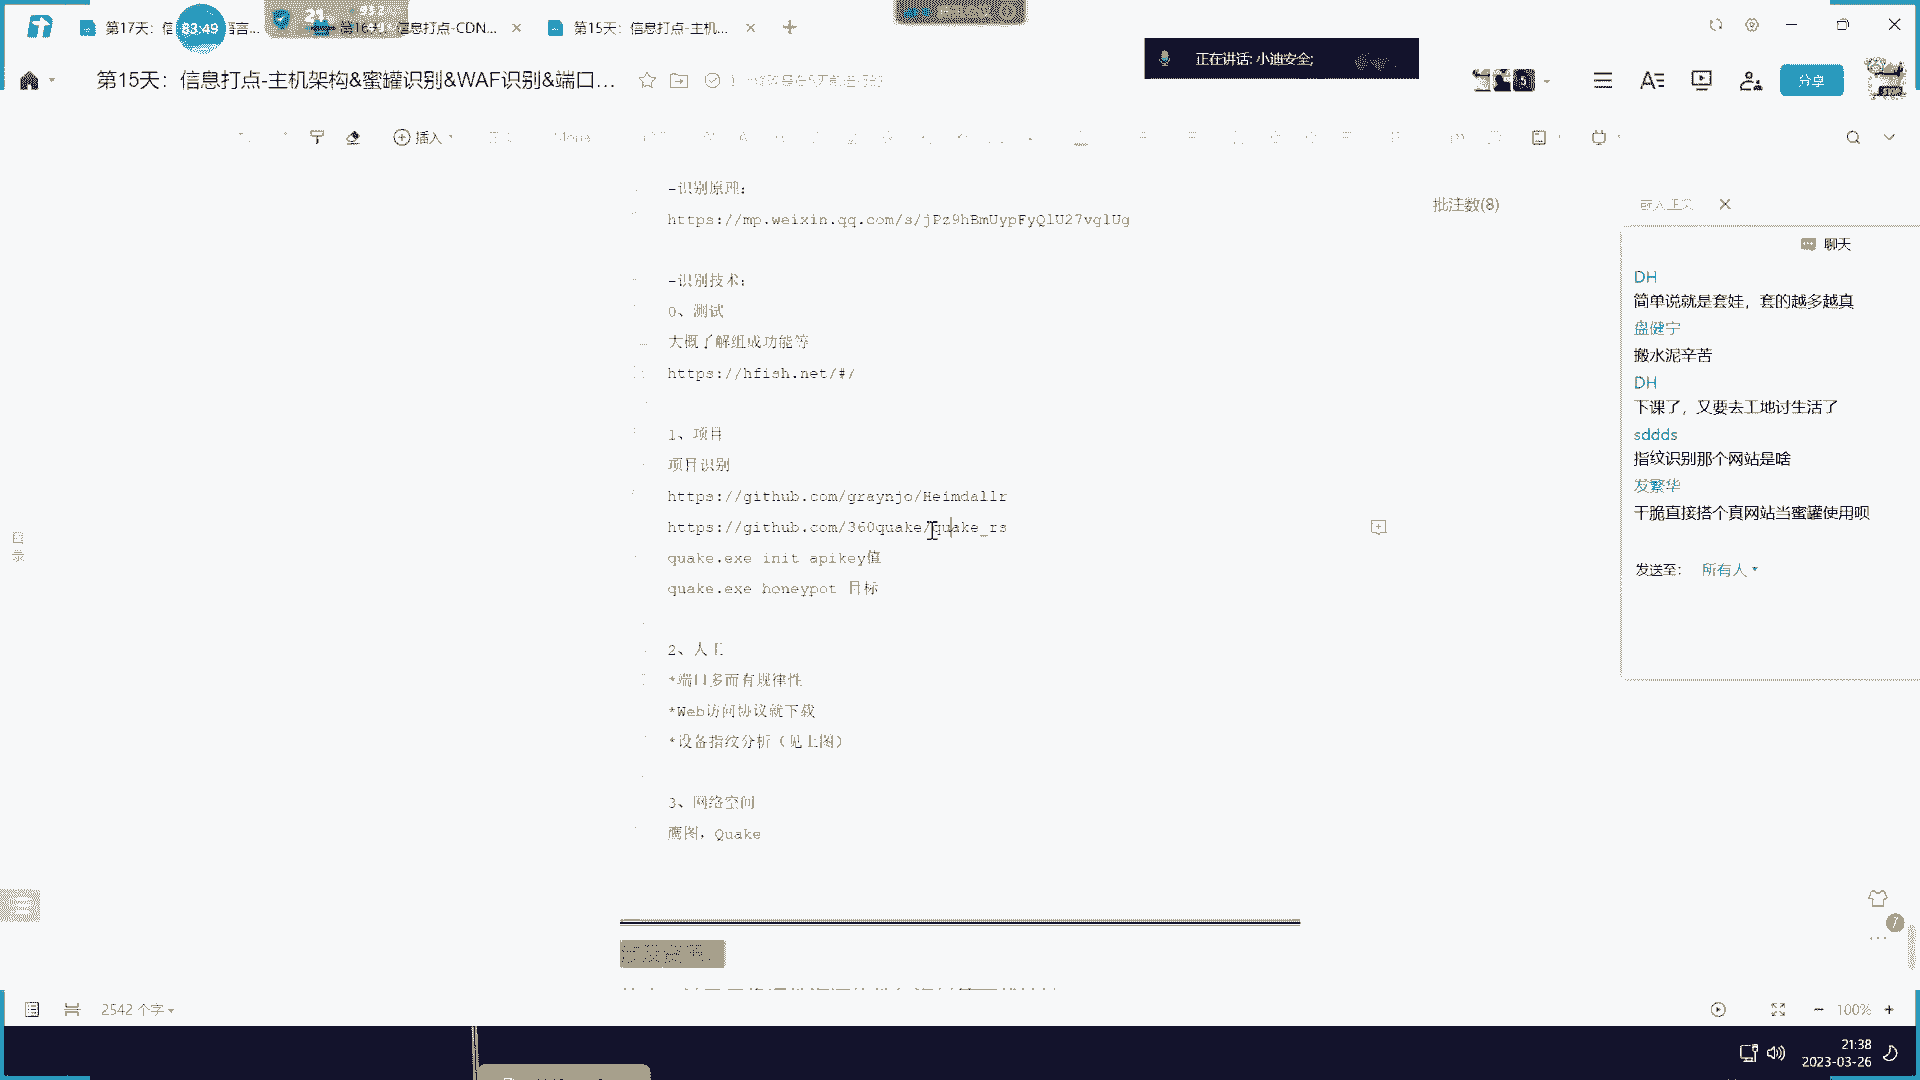 第17天：信
83:49
言...
第16天
信息打点-CDN...
第15天：信息打点-主机...
正在讲话: 小迪安全;
第15天：信息打点-主机架构&蜜罐识别&WAF识别&端口...
分享
插入
-识别原理：
https://mp.weixin.qq.com/s/jPz9hBmUypFyQlU27vglUg
批注数(8)
-识别技术：
0、测试
大概了解组成功能等
https://hfish.net/#/
1、项目
项目识别
https://github.com/graynjo/Heimdallr
https://github.com/360quake/quake_rs
quake.exe init apikey值
quake.exe honeypot 目标
2、人工
*端口多而有规律性
*Web访问协议就下载
*设备指纹分析（见上图）
3、网络空间
鹰图，Quake
聊天
DH
简单说就是套娃，套的越多越真
盘健宁
搬水泥辛苦
DH
下课了，又要去工地讨生活了
sddds
指纹识别那个网站是啥
发繁华
干脆直接搭个真网站当蜜罐使用呗
发送至：
所有人
目录
7
2542 个字
100%
21:38
2023-03-26